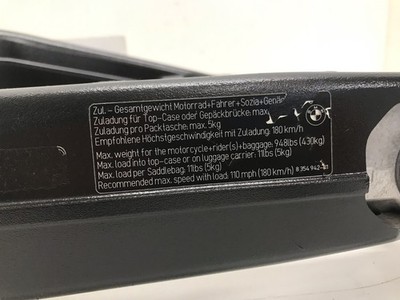 Zul. - Gesamtgewicht Motorrad+Fahrer+Sozia+Gepäck
Zuladung für Top-Case oder Gepäckbrücke: max.
Zuladung pro Packtasche: max. 5kg
Empfohlene Höchstgeschwindigkeit mit Zuladung: 180 km/h
Max. weight for the motorcycle+rider(s)+baggage: 948lbs (430kg)
Max. load into top-case or on luggage carrier: 11lbs (5kg)
Max. load per Saddlebag: 11lbs (5kg)
Recommended max. speed with load: 110 mph (180 km/h)